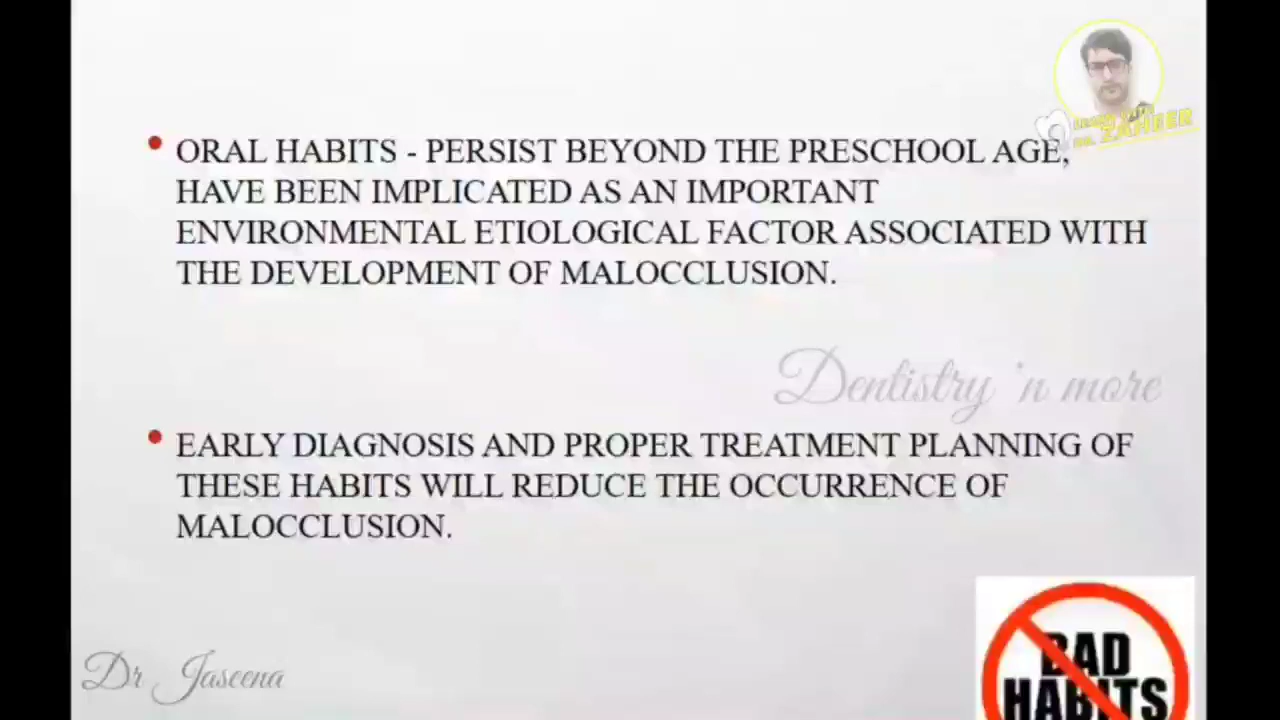 ORAL HABITS - PERSIST BEYOND THE PRESCHOOL AGE,
HAVE BEEN IMPLICATED AS AN IMPORTANT
ENVIRONMENTAL ETIOLOGICAL FACTOR ASSOCIATED WITH
THE DEVELOPMENT OF MALOCCLUSION.
Dentistry 'n more
EARLY DIAGNOSIS AND PROPER TREATMENT PLANNING OF
THESE HABITS WILL REDUCE THE OCCURRENCE OF
MALOCCLUSION.
Dr Jaseena
BAD
HABITS